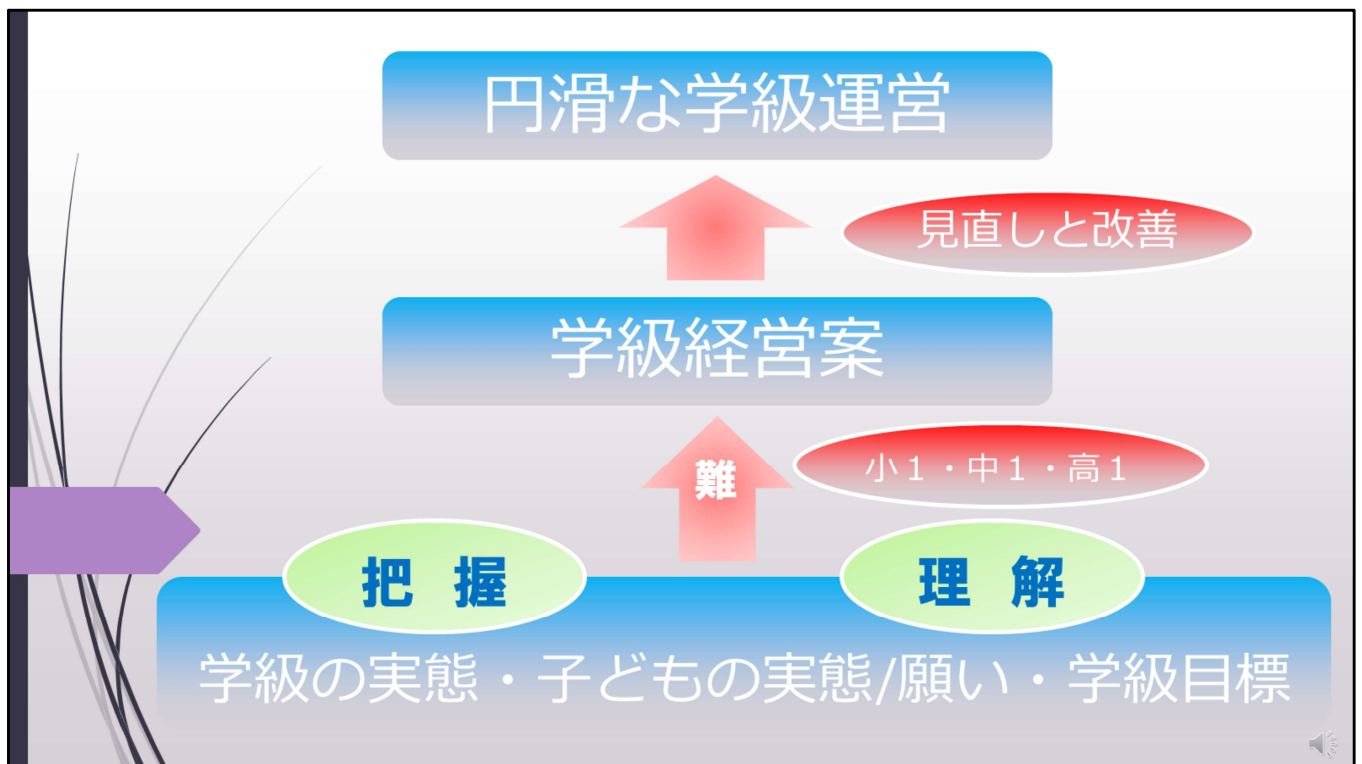 円滑な学級運営
見直しと改善
学級経営案
難
小１・中１・高１
把 握
理 解
学級の実態・子どもの実態/願い・学級目標